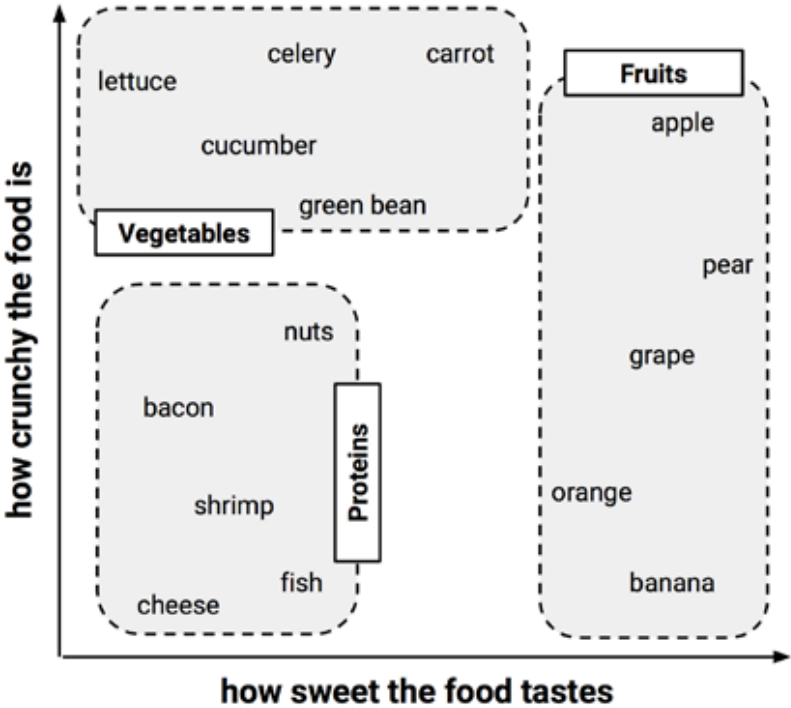 celery
carrot
lettuce
Fruits
apple
cucumber
green bean
Vegetables
pear
nuts
grape
bacon
Proteins
orange
shrimp
fish
banana
cheese
how crunchy the food is
how sweet the food tastes